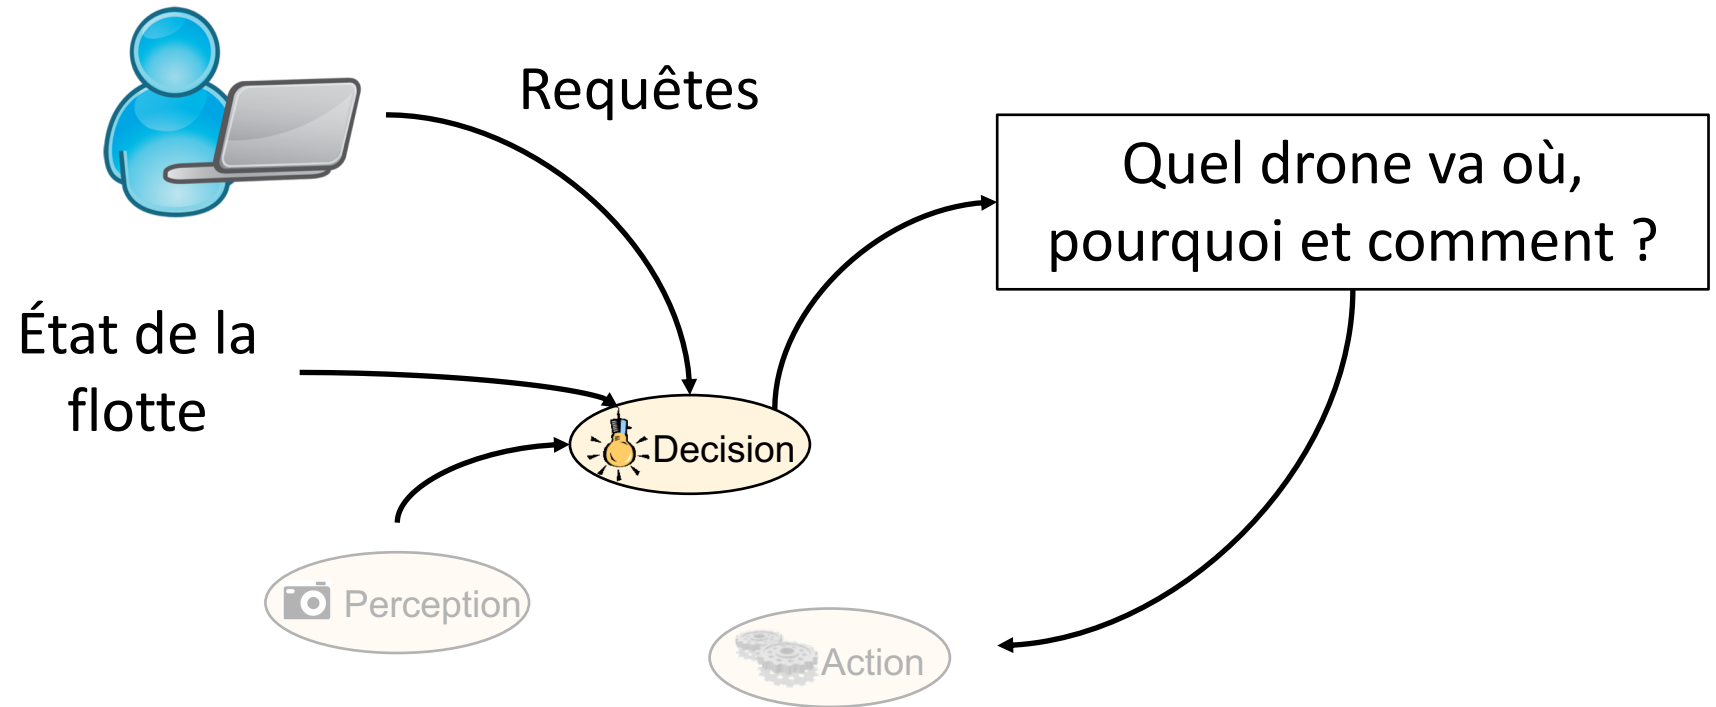 Requêtes
Quel drone va où,
pourquoi et comment ?
État de la
flotte
Decision
Perception
Action